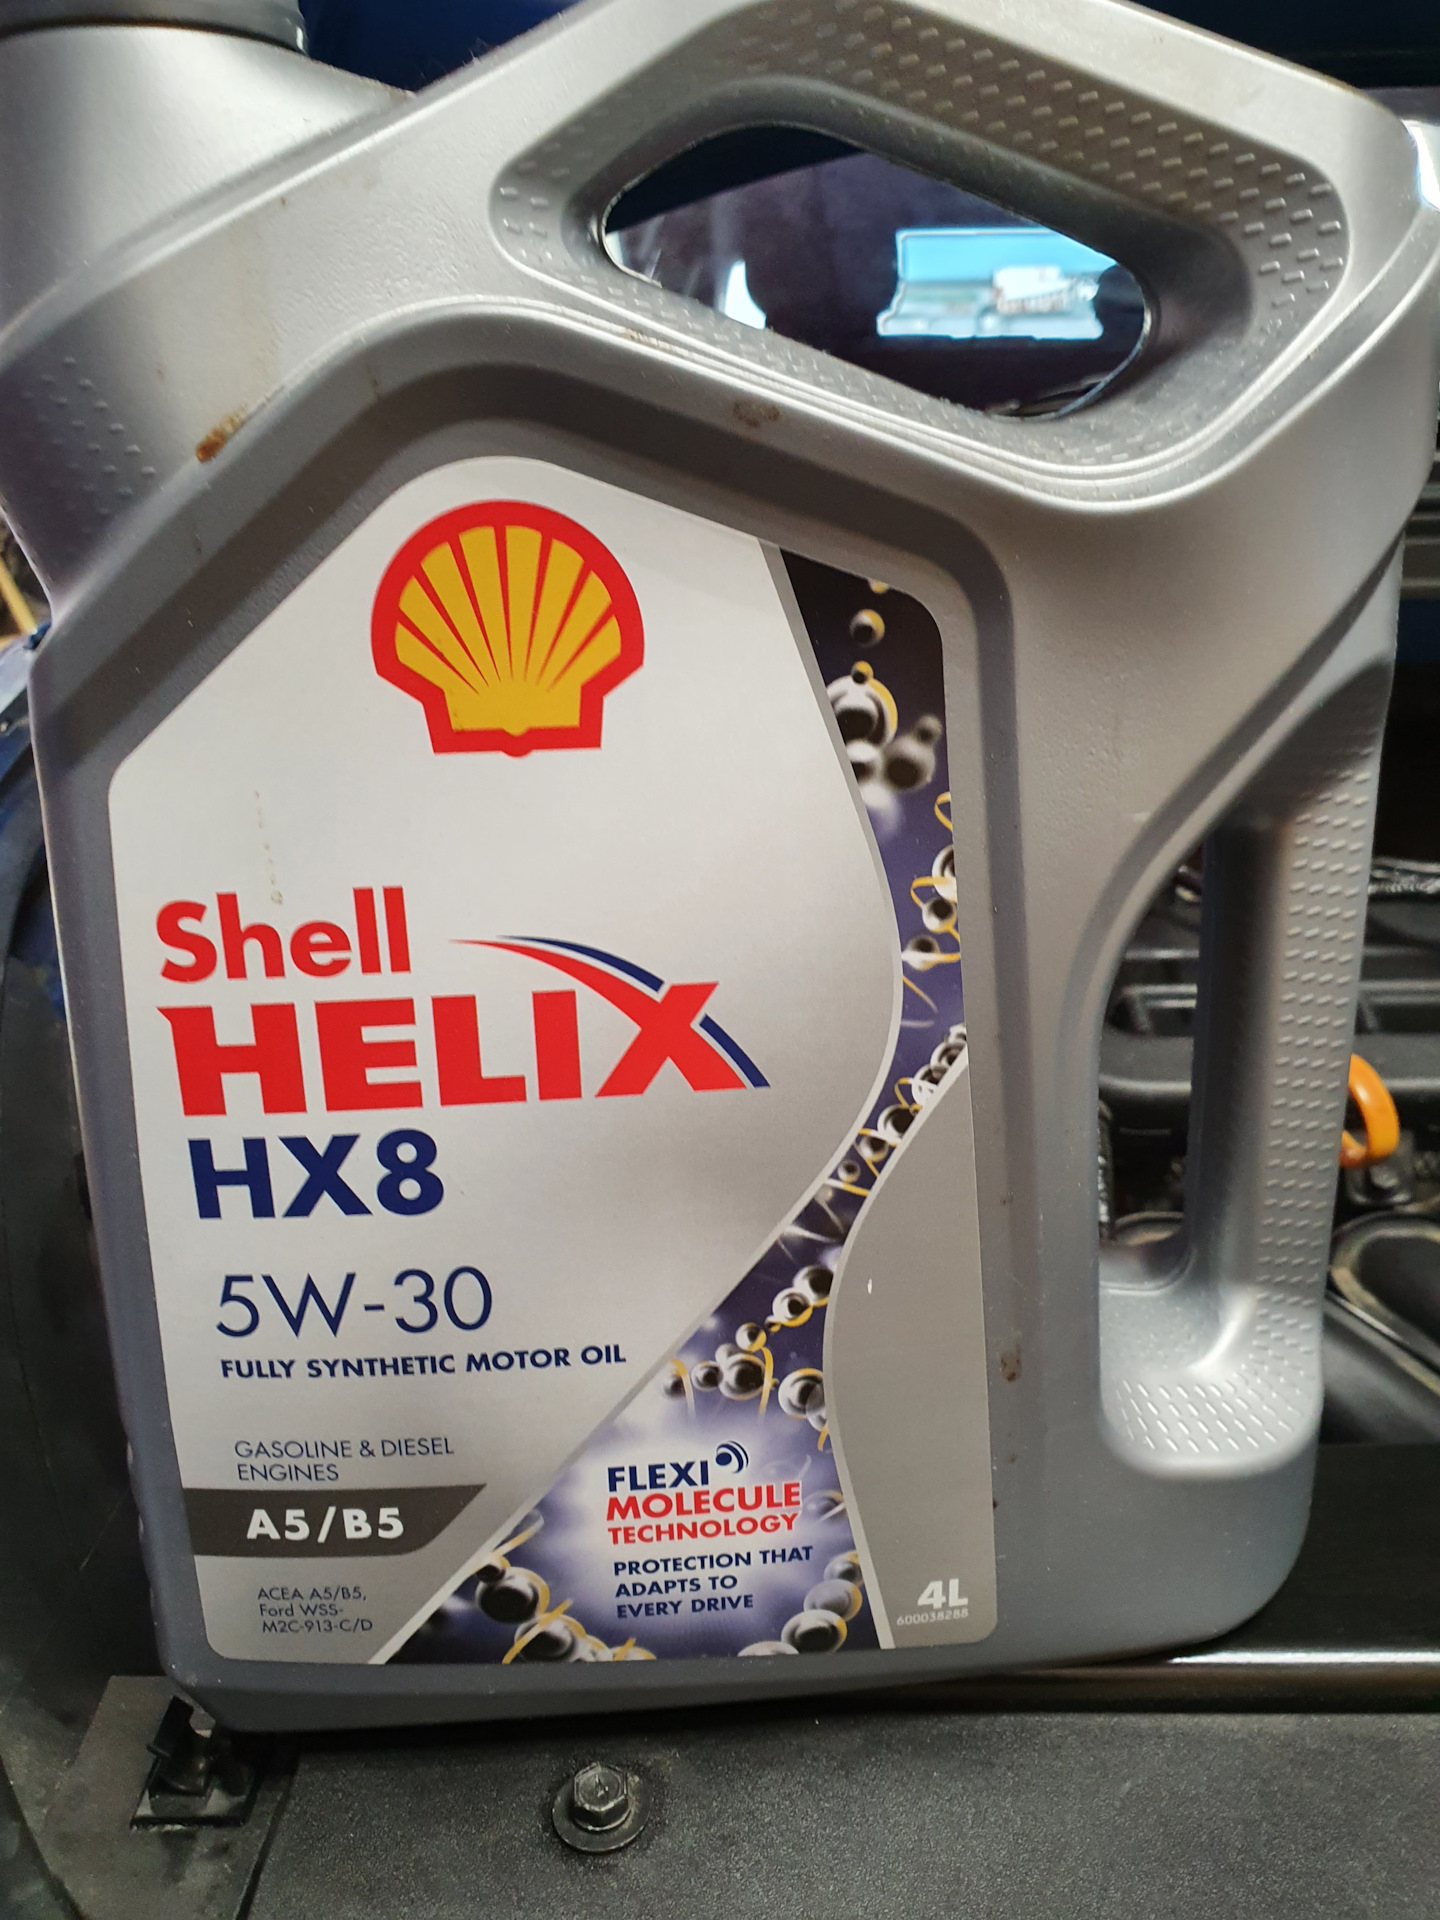 Shell
HELIX
HX8
5W-30
FULLY SYNTHETIC MOTOR OIL
GASOLINE & DIESEL
ENGINES
A5/B5
ACEA A5/B5,
Ford WSS-
M2C-913-C/D
FLEXI
MOLECULE
TECHNOLOGY
PROTECTION THAT
ADAPTS TO
EVERY DRIVE
4L
600038288